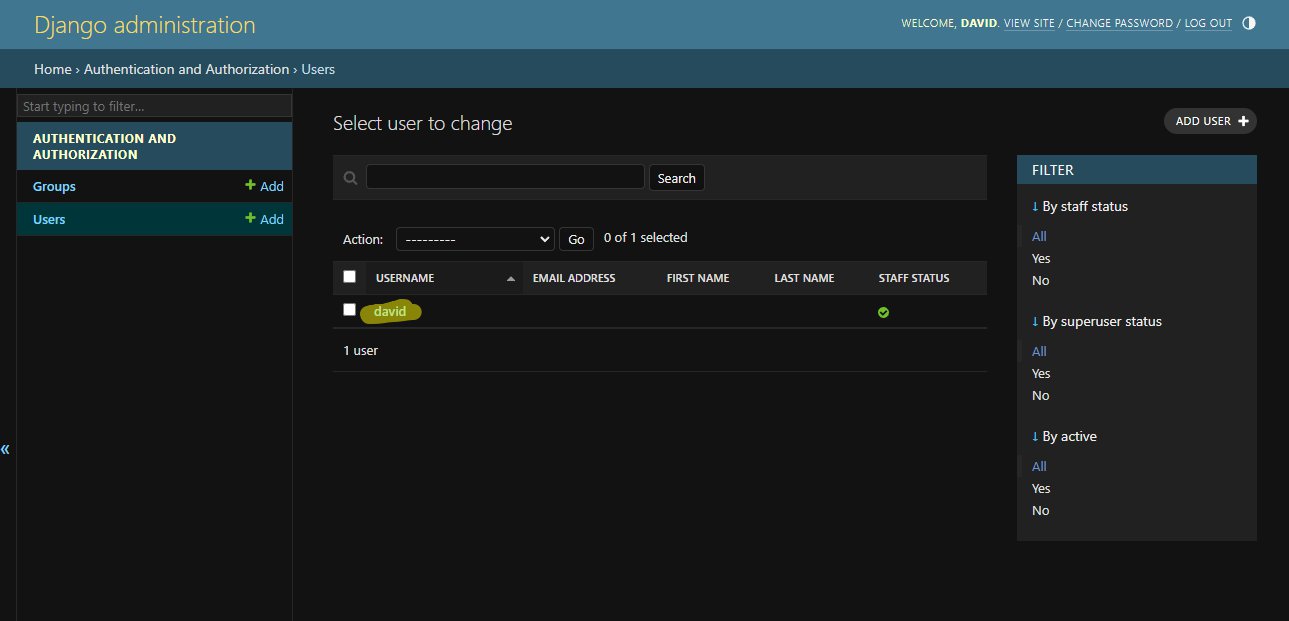 Django administration
WELCOME, DAVID. VIEW SITE / CHANGE PASSWORD / LOG OUT
Home › Authentication and Authorization › Users
Start typing to filter...
AUTHENTICATION AND
AUTHORIZATION
Groups + Add
Users + Add
«
Select user to change
ADD USER +
Search
Action: --------- Go 0 of 1 selected
USERNAME EMAIL ADDRESS FIRST NAME LAST NAME STAFF STATUS
david
1 user
FILTER
↓ By staff status
All
Yes
No
↓ By superuser status
All
Yes
No
↓ By active
All
Yes
No